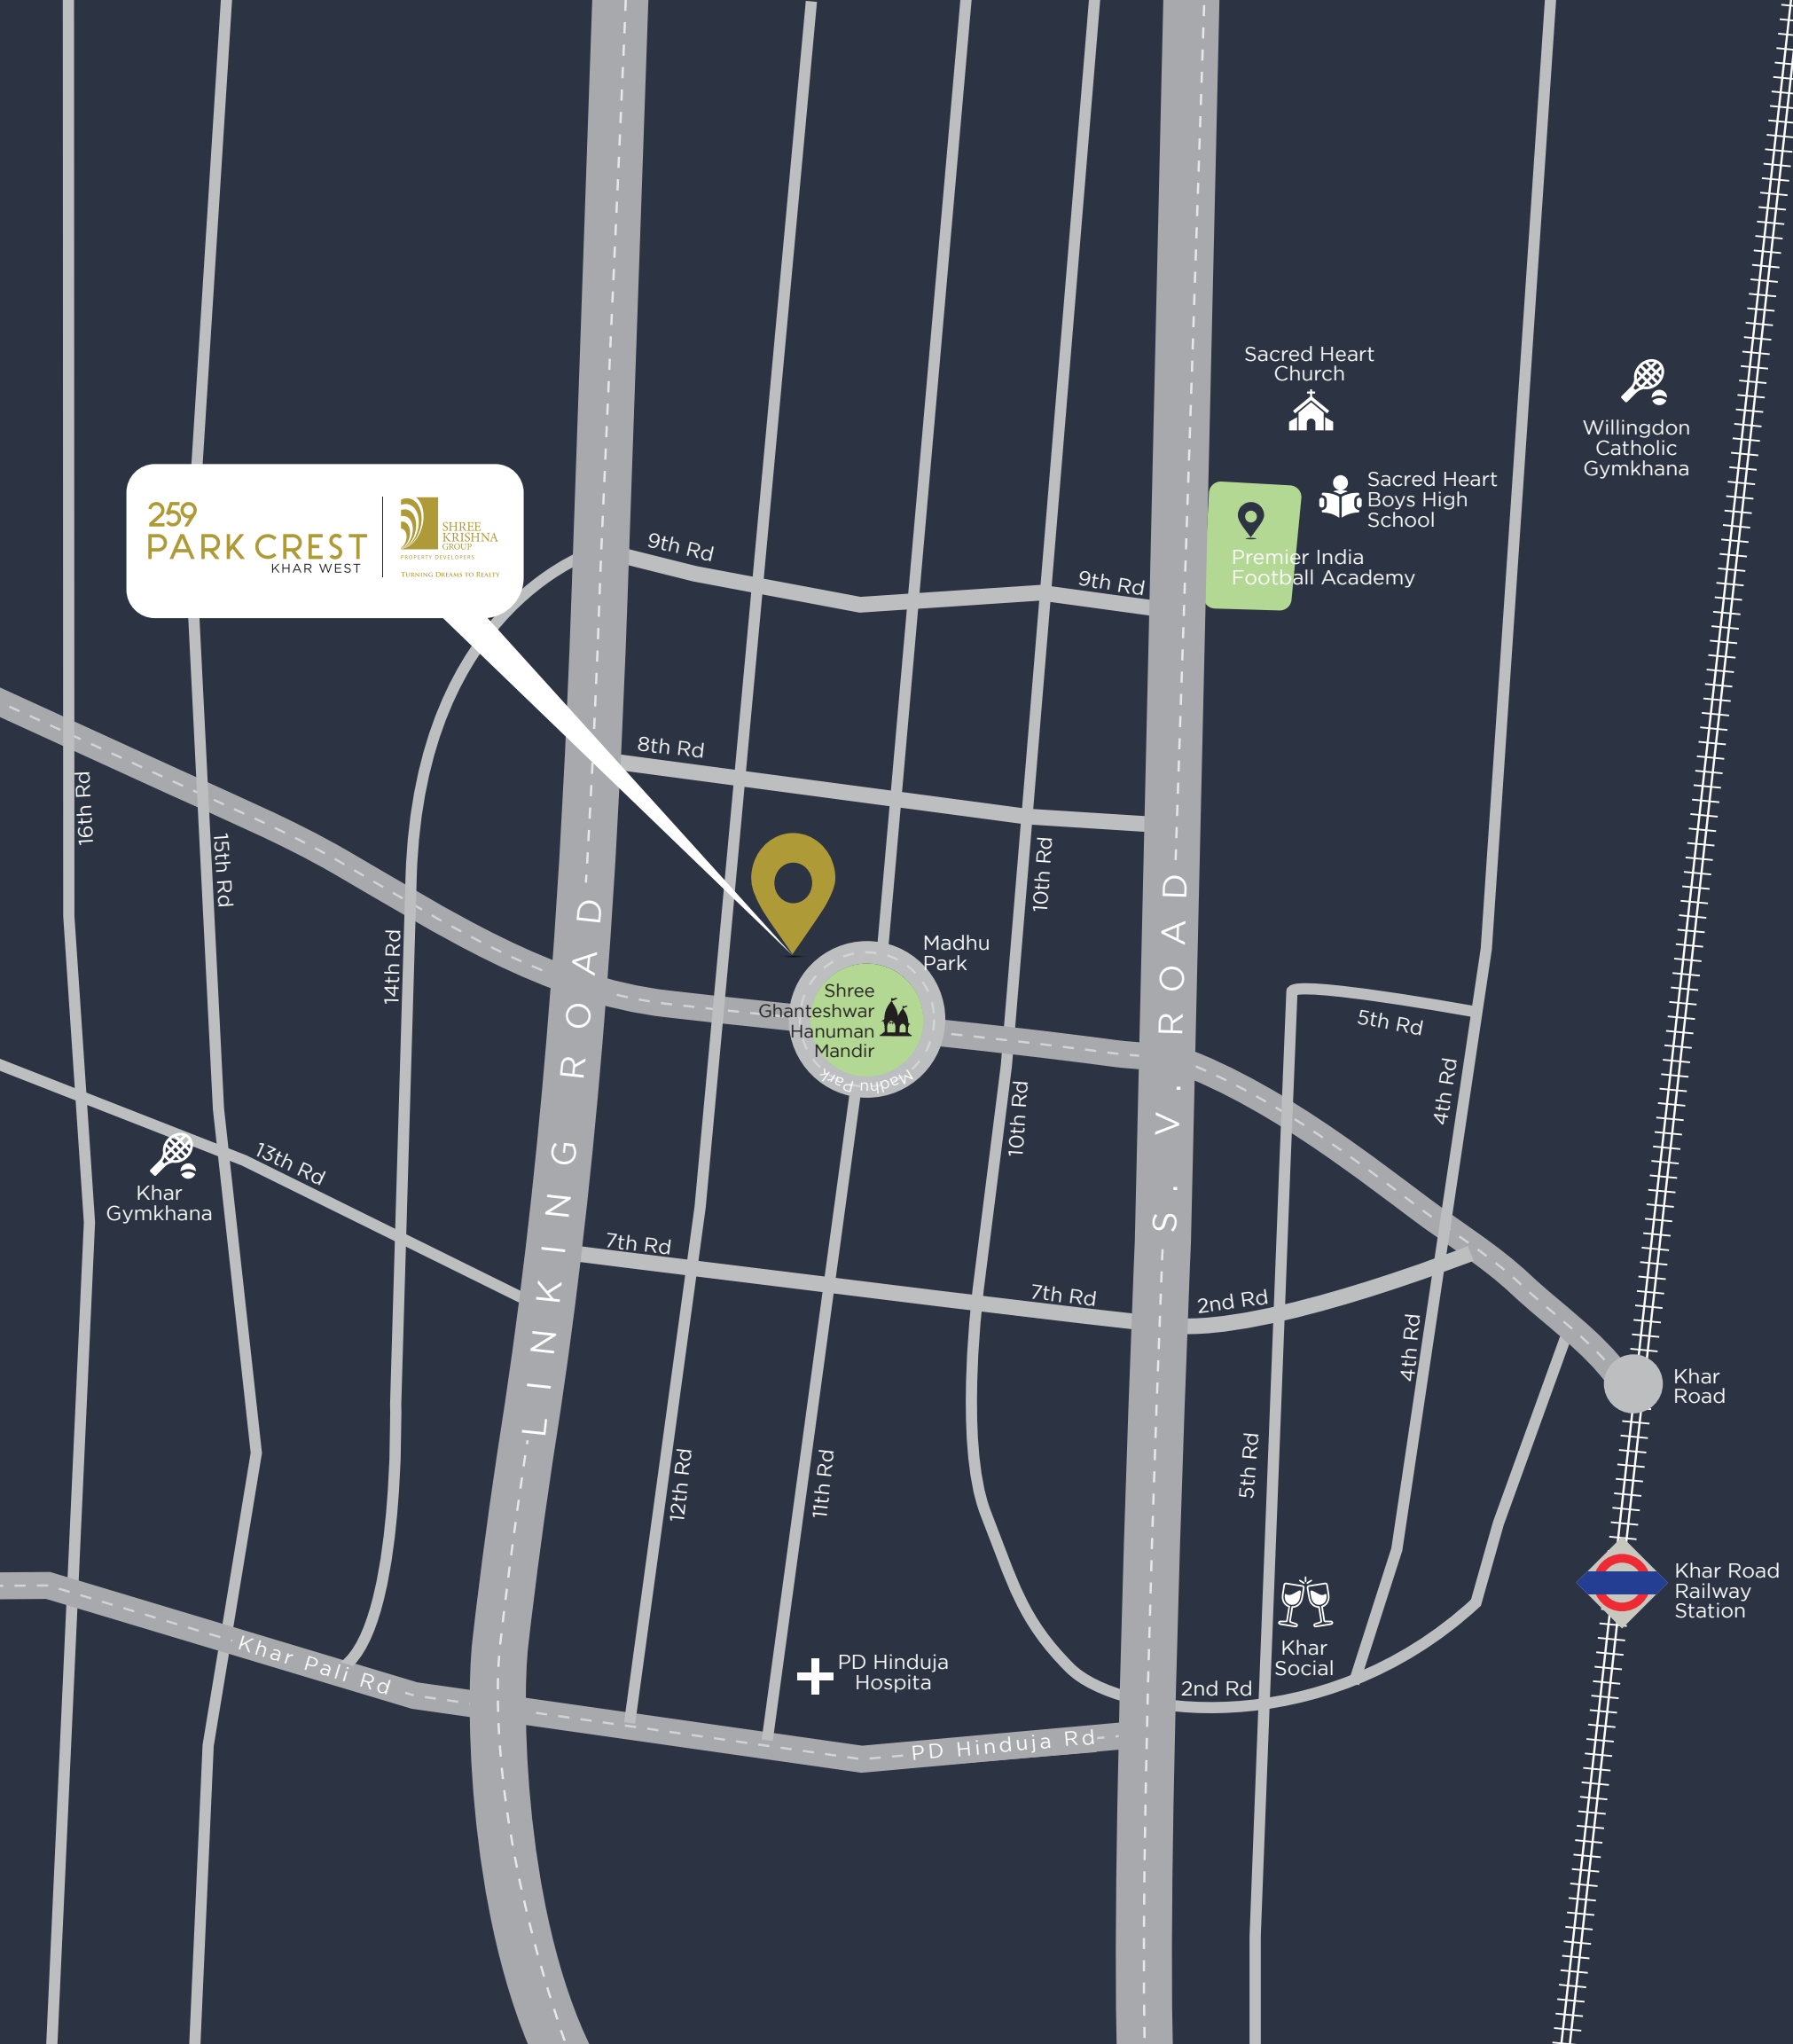 Sacred Heart
Church
Willingdon
Catholic
Gymkhana
Sacred Heart
Boys High
School
259
PARK CREST
KHAR WEST
SHREE
KRISHNA
GROUP
PROPERTY DEVELOPERS
TURNING DREAMS TO REALTY
9th Rd
9th Rd
Premier India
Football Academy
8th Rd
16th Rd
15th Rd
14th Rd
10th Rd
LINKING ROAD
S. V. ROAD
Madhu
Park
Shree
Ghanteshwar
Hanuman
Mandir
Madhu Park
5th Rd
4th Rd
10th Rd
13th Rd
Khar
Gymkhana
7th Rd
7th Rd
2nd Rd
4th Rd
Khar
Road
12th Rd
11th Rd
5th Rd
Khar Road
Railway
Station
Khar
Social
Khar Pali Rd
PD Hinduja
Hospita
2nd Rd
PD Hinduja Rd